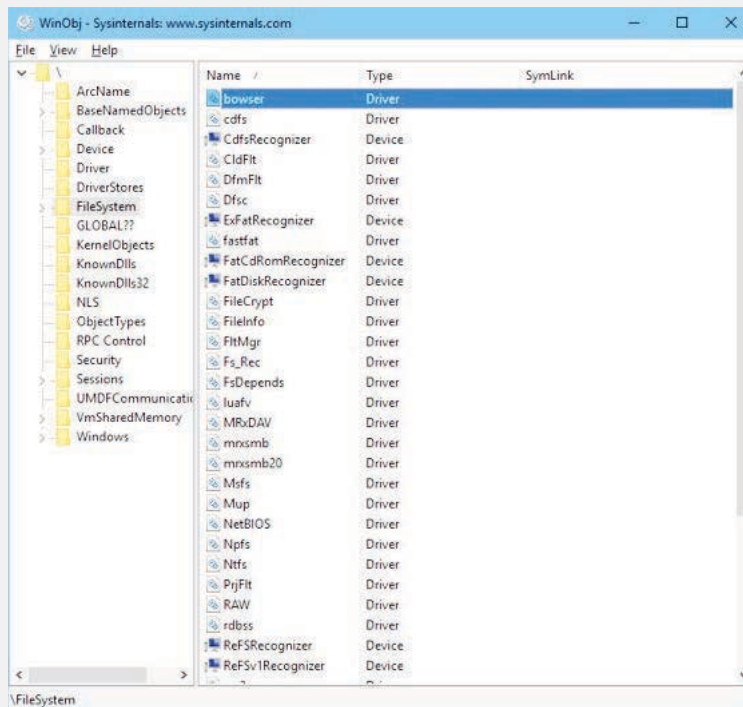 WinObj - Sysinternals: www.sysinternals.com
File View Help
\
ArcName
BaseNamedObjects
Callback
Device
Driver
DriverStores
FileSystem
GLOBAL??
KernelObjects
KnownDlls
KnownDlls32
NLS
ObjectTypes
RPC Control
Security
Sessions
UMDFCommunicatio
VmSharedMemory
Windows
Name / Type SymLink
bowser Driver
cdfs Driver
CdfsRecognizer Device
CldFlt Driver
DfmFlt Driver
Dfsc Driver
ExFatRecognizer Device
fastfat Driver
FatCdRomRecognizer Device
FatDiskRecognizer Device
FileCrypt Driver
FileInfo Driver
FltMgr Driver
Fs_Rec Driver
FsDepends Driver
luafv Driver
MRxDAV Driver
mrxsmb Driver
mrxsmb20 Driver
Msfs Driver
Mup Driver
NetBIOS Driver
Npfs Driver
Ntfs Driver
PrjFlt Driver
RAW Driver
rdbss Driver
ReFSRecognizer Device
ReFSv1Recognizer Device
\FileSystem